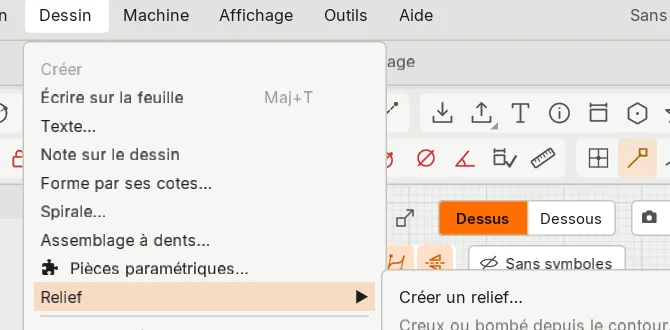 Dessin Machine Affichage Outils Aide Sans
Créer
Écrire sur la feuille Maj+T
Texte...
Note sur le dessin
Forme par ses cotes...
Spirale...
Assemblage à dents...
Pièces paramétriques...
Relief
age
Dessus Dessous
Sans symboles
Créer un relief...
Creux ou bombé depuis le contour